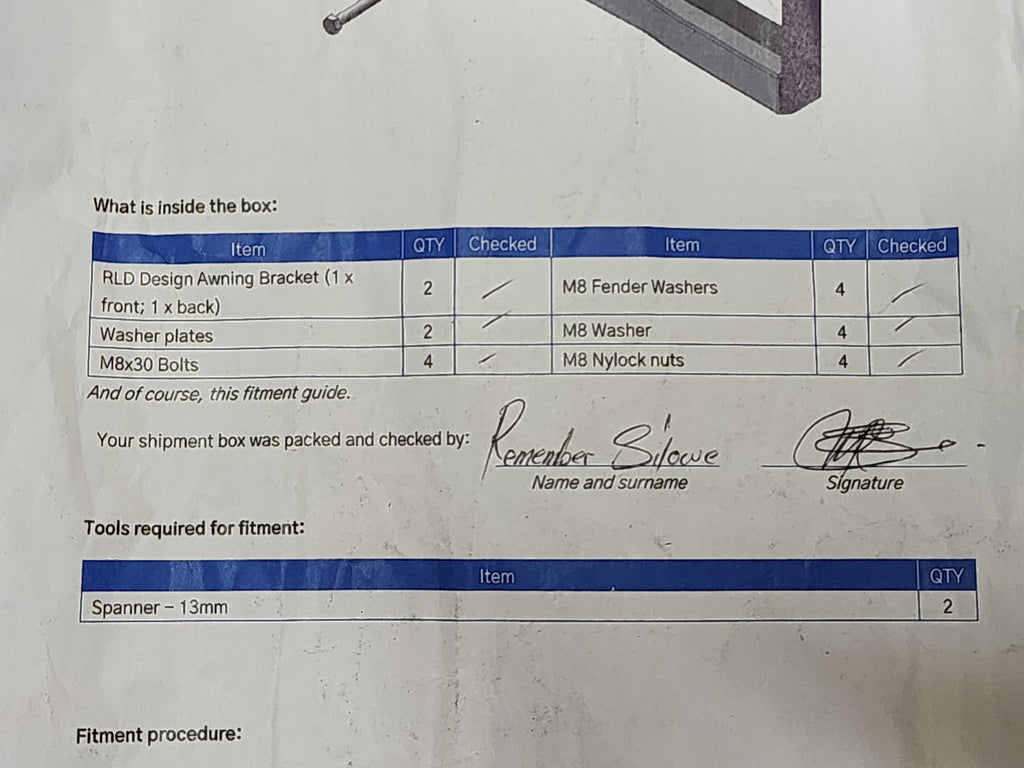 What is inside the box:
Item QTY Checked Item QTY Checked
RLD Design Awning Bracket (1 x
front; 1 x back) 2 M8 Fender Washers 4
Washer plates 2 M8 Washer 4
M8x30 Bolts 4 M8 Nylock nuts 4
And of course, this fitment guide.
Your shipment box was packed and checked by: Remember Silowe
Name and surname Signature
Tools required for fitment:
Item QTY
Spanner – 13mm 2
Fitment procedure: